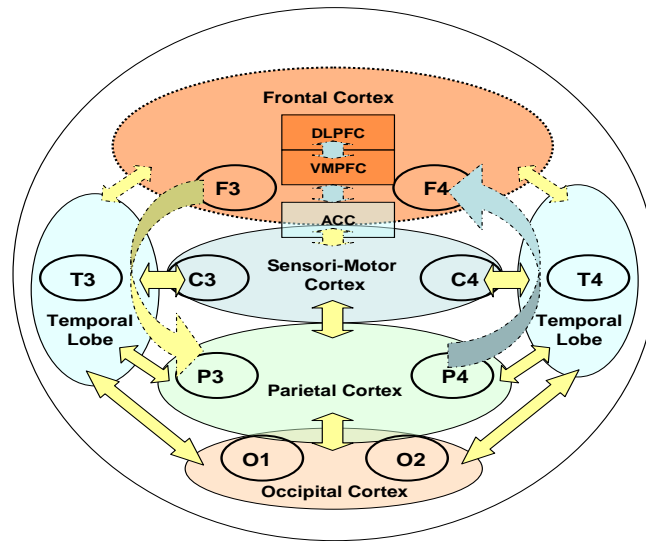 Frontal Cortex
DLPFC
VMPFC
F3
F4
ACC
T3
C3
Sensori-Motor
Cortex
C4
T4
Temporal
Lobe
Temporal
Lobe
P3
Parietal Cortex
P4
O1
O2
Occipital Cortex